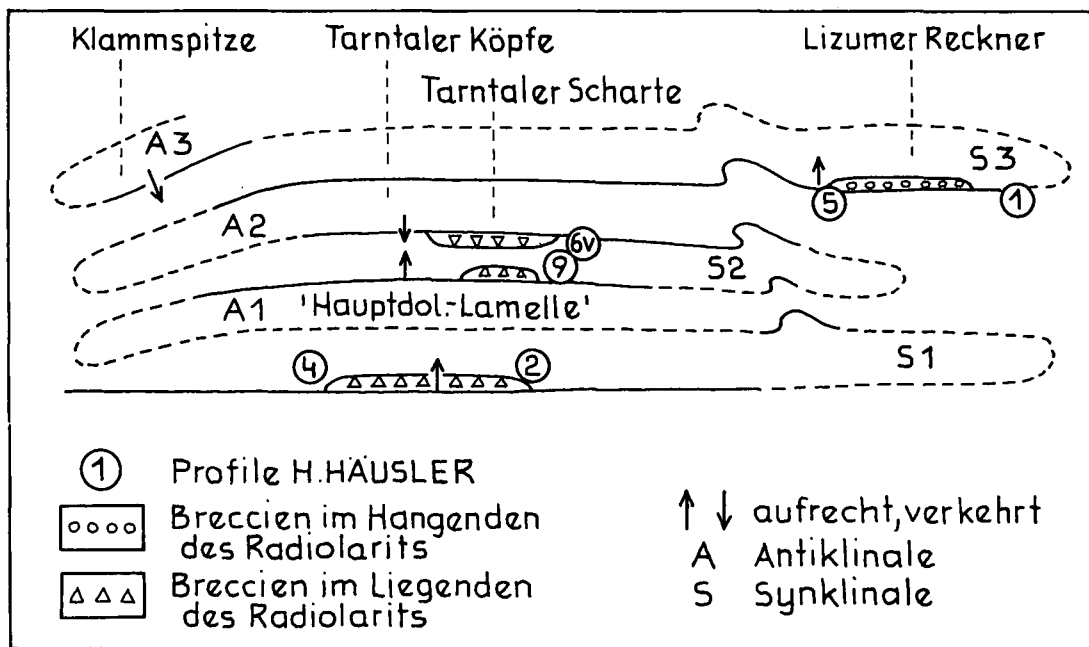 Klammspitze
Tarntaler Köpfe
Lizumer Reckner
Tarntaler Scharte
A3
S3
5
1
A2
6v
S2
9
A1
'Hauptdol.-Lamelle'
S1
4
2
1 Profile H.HÄUSLER
Breccien im Hangenden
des Radiolarits
Breccien im Liegenden
des Radiolarits
aufrecht, verkehrt
A Antiklinale
S Synklinale